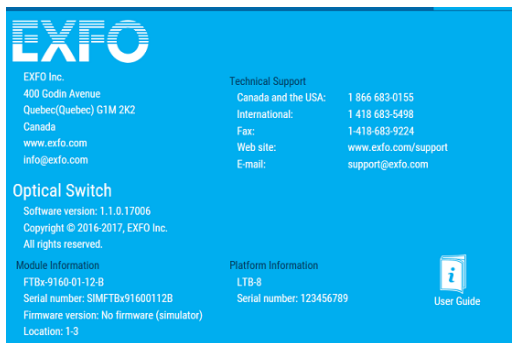 EXFO
EXFO Inc.
400 Godin Avenue
Quebec(Quebec) G1M 2K2
Canada
www.exfo.com
info@exfo.com
Technical Support
Canada and the USA: 1 866 683-0155
International: 1 418 683-5498
Fax: 1-418-683-9224
Web site: www.exfo.com/support
E-mail: support@exfo.com
Optical Switch
Software version: 1.1.0.17006
Copyright © 2016-2017, EXFO Inc.
All rights reserved.
Module Information
FTBx-9160-01-12-B
Serial number: SIMFTBx91600112B
Firmware version: No firmware (simulator)
Location: 1-3
Platform Information
LTB-8
Serial number: 123456789
i
User Guide